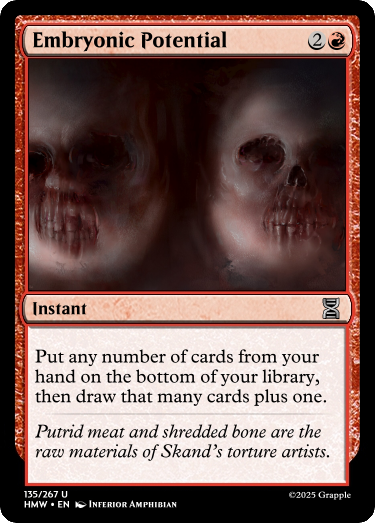 Embryonic Potential 2
Instant
Put any number of cards from your
hand on the bottom of your library,
then draw that many cards plus one.
Putrid meat and shredded bone are the
raw materials of Skand's torture artists.
135/267 U
HMW • EN Inferior Amphibian
©2025 Grapple